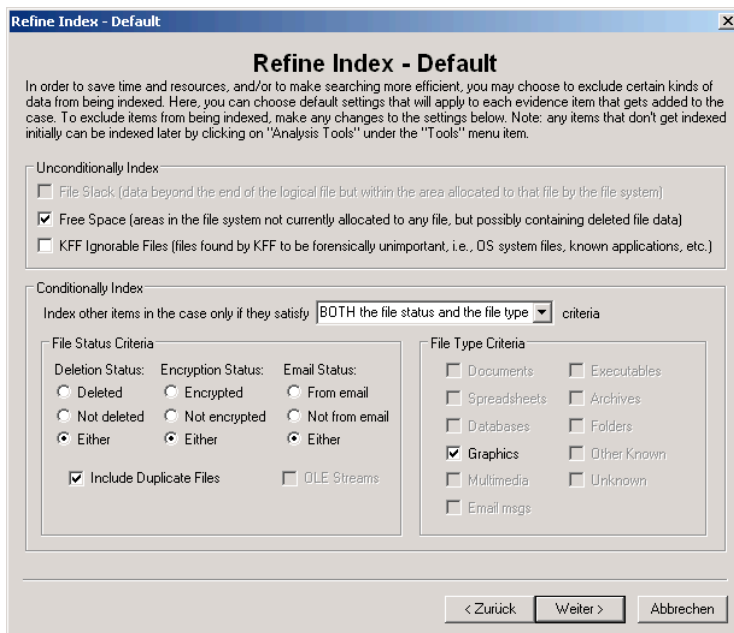 Refine Index - Default
Refine Index - Default
In order to save time and resources, and/or to make searching more efficient, you may choose to exclude certain kinds of
data from being indexed. Here, you can choose default settings that will apply to each evidence item that gets added to the
case. To exclude items from being indexed, make any changes to the settings below. Note: any items that don't get indexed
initially can be indexed later by clicking on "Analysis Tools" under the "Tools" menu item.
Unconditionally Index
File Slack (data beyond the end of the logical file but within the area allocated to that file by the file system)
Free Space (areas in the file system not currently allocated to any file, but possibly containing deleted file data)
KFF Ignorable Files (files found by KFF to be forensically unimportant, i.e., OS system files, known applications, etc.)
Conditionally Index
Index other items in the case only if they satisfy BOTH the file status and the file type criteria
File Status Criteria
Deletion Status: Encryption Status: Email Status:
Deleted Encrypted From email
Not deleted Not encrypted Not from email
Either Either Either
Include Duplicate Files OLE Streams
File Type Criteria
Documents Executables
Spreadsheets Archives
Databases Folders
Graphics Other Known
Multimedia Unknown
Email msgs
< Zurück Weiter > Abbrechen